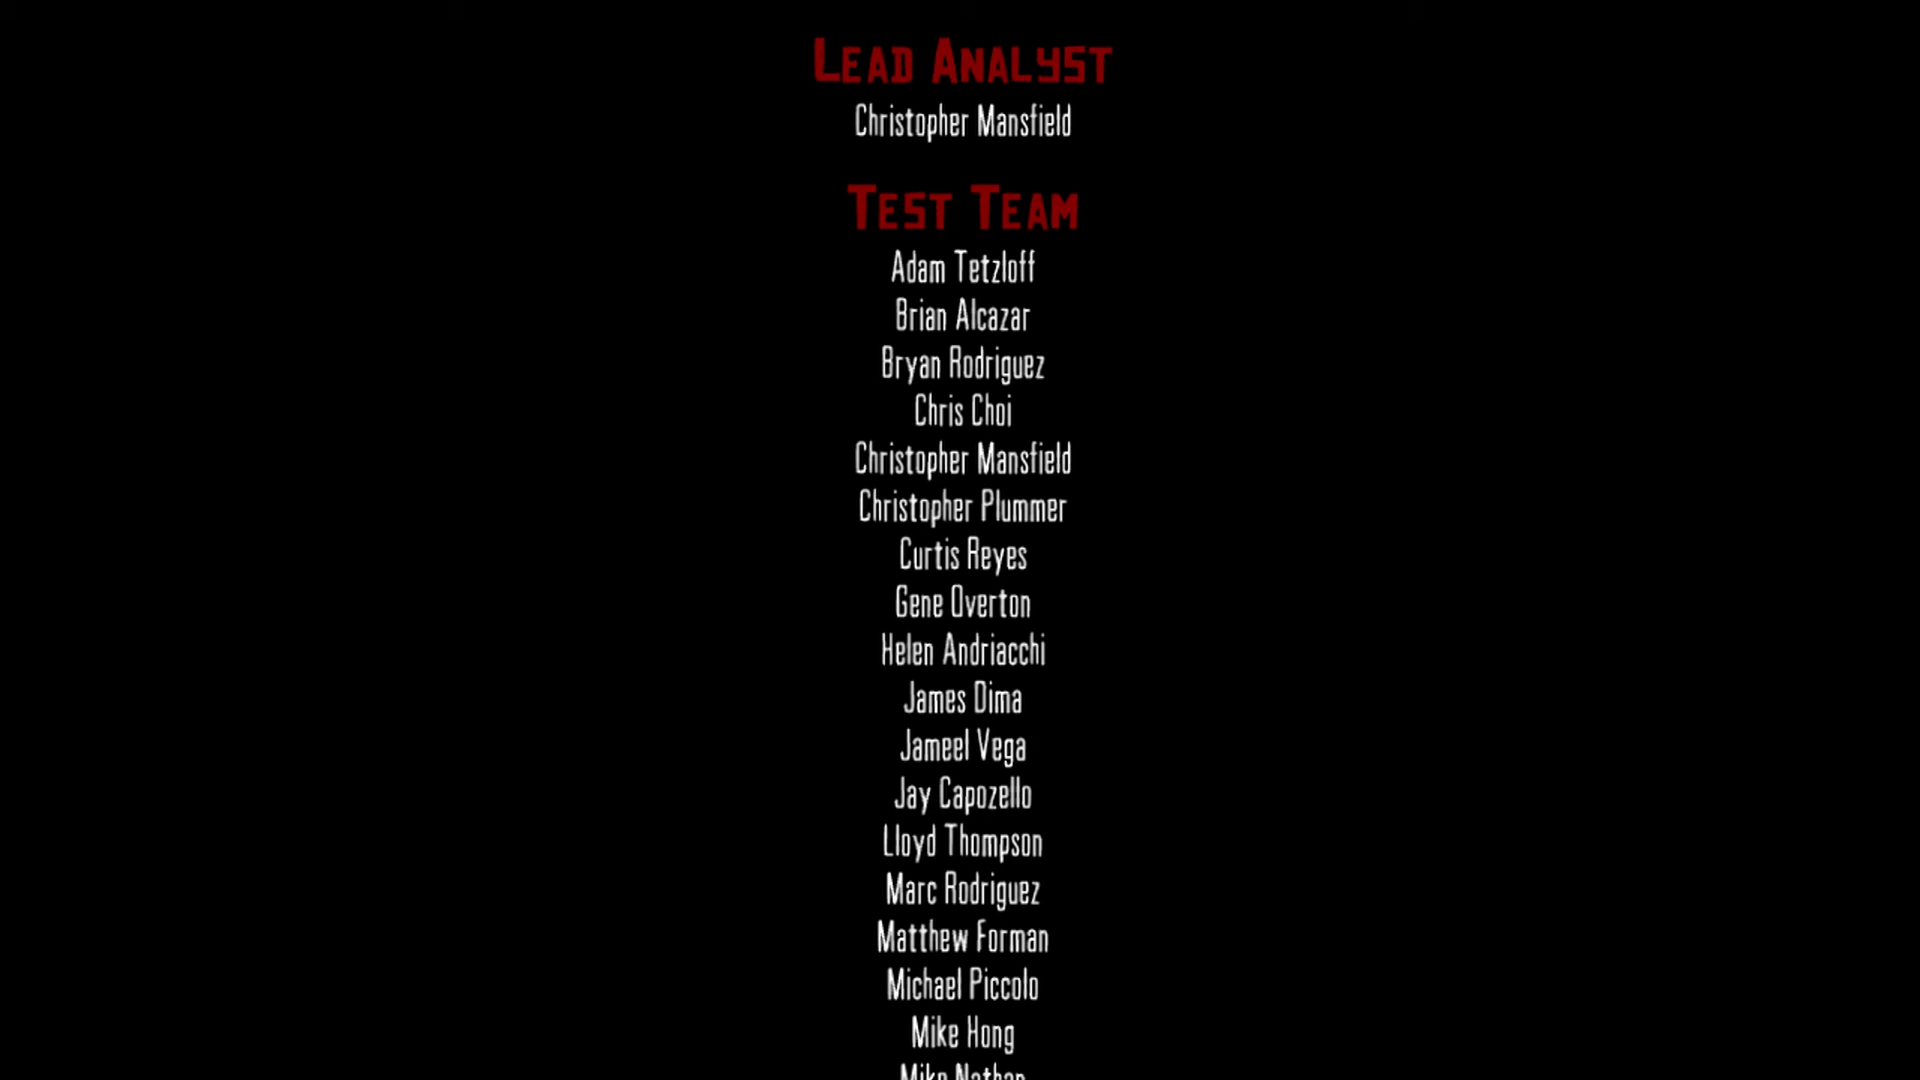 Lead Analyst
Christopher Mansfield
Test Team
Adam Tetzloff
Brian Alcazar
Bryan Rodriguez
Chris Choi
Christopher Mansfield
Christopher Plummer
Curtis Reyes
Gene Overton
Helen Andriacchi
James Dima
Jameel Vega
Jay Capozello
Lloyd Thompson
Marc Rodriguez
Matthew Forman
Michael Piccolo
Mike Hong
Mike Nathan